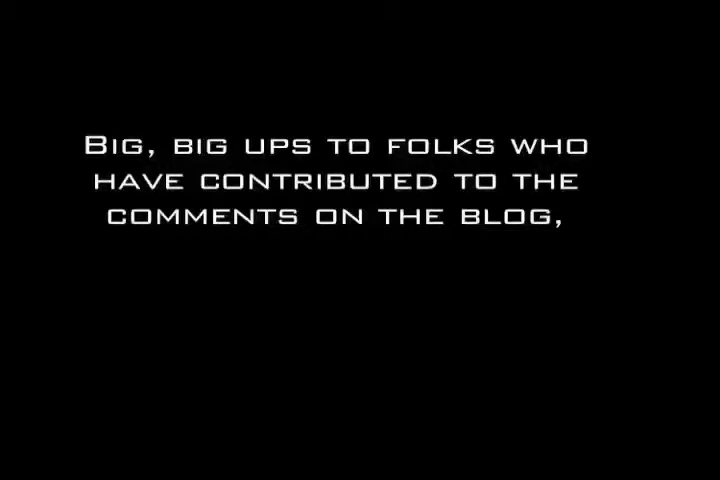 Big, big ups to folks who
have contributed to the
comments on the blog,